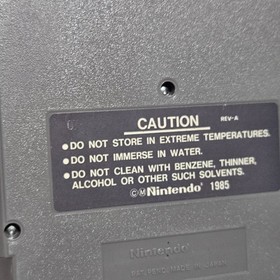 CAUTION
REV-A
•DO NOT STORE IN EXTREME TEMPERATURES.
•DO NOT IMMERSE IN WATER.
•DO NOT CLEAN WITH BENZENE, THINNER,
ALCOHOL OR OTHER SUCH SOLVENTS.
©Ⓜ Nintendo® 1985
Nintendo